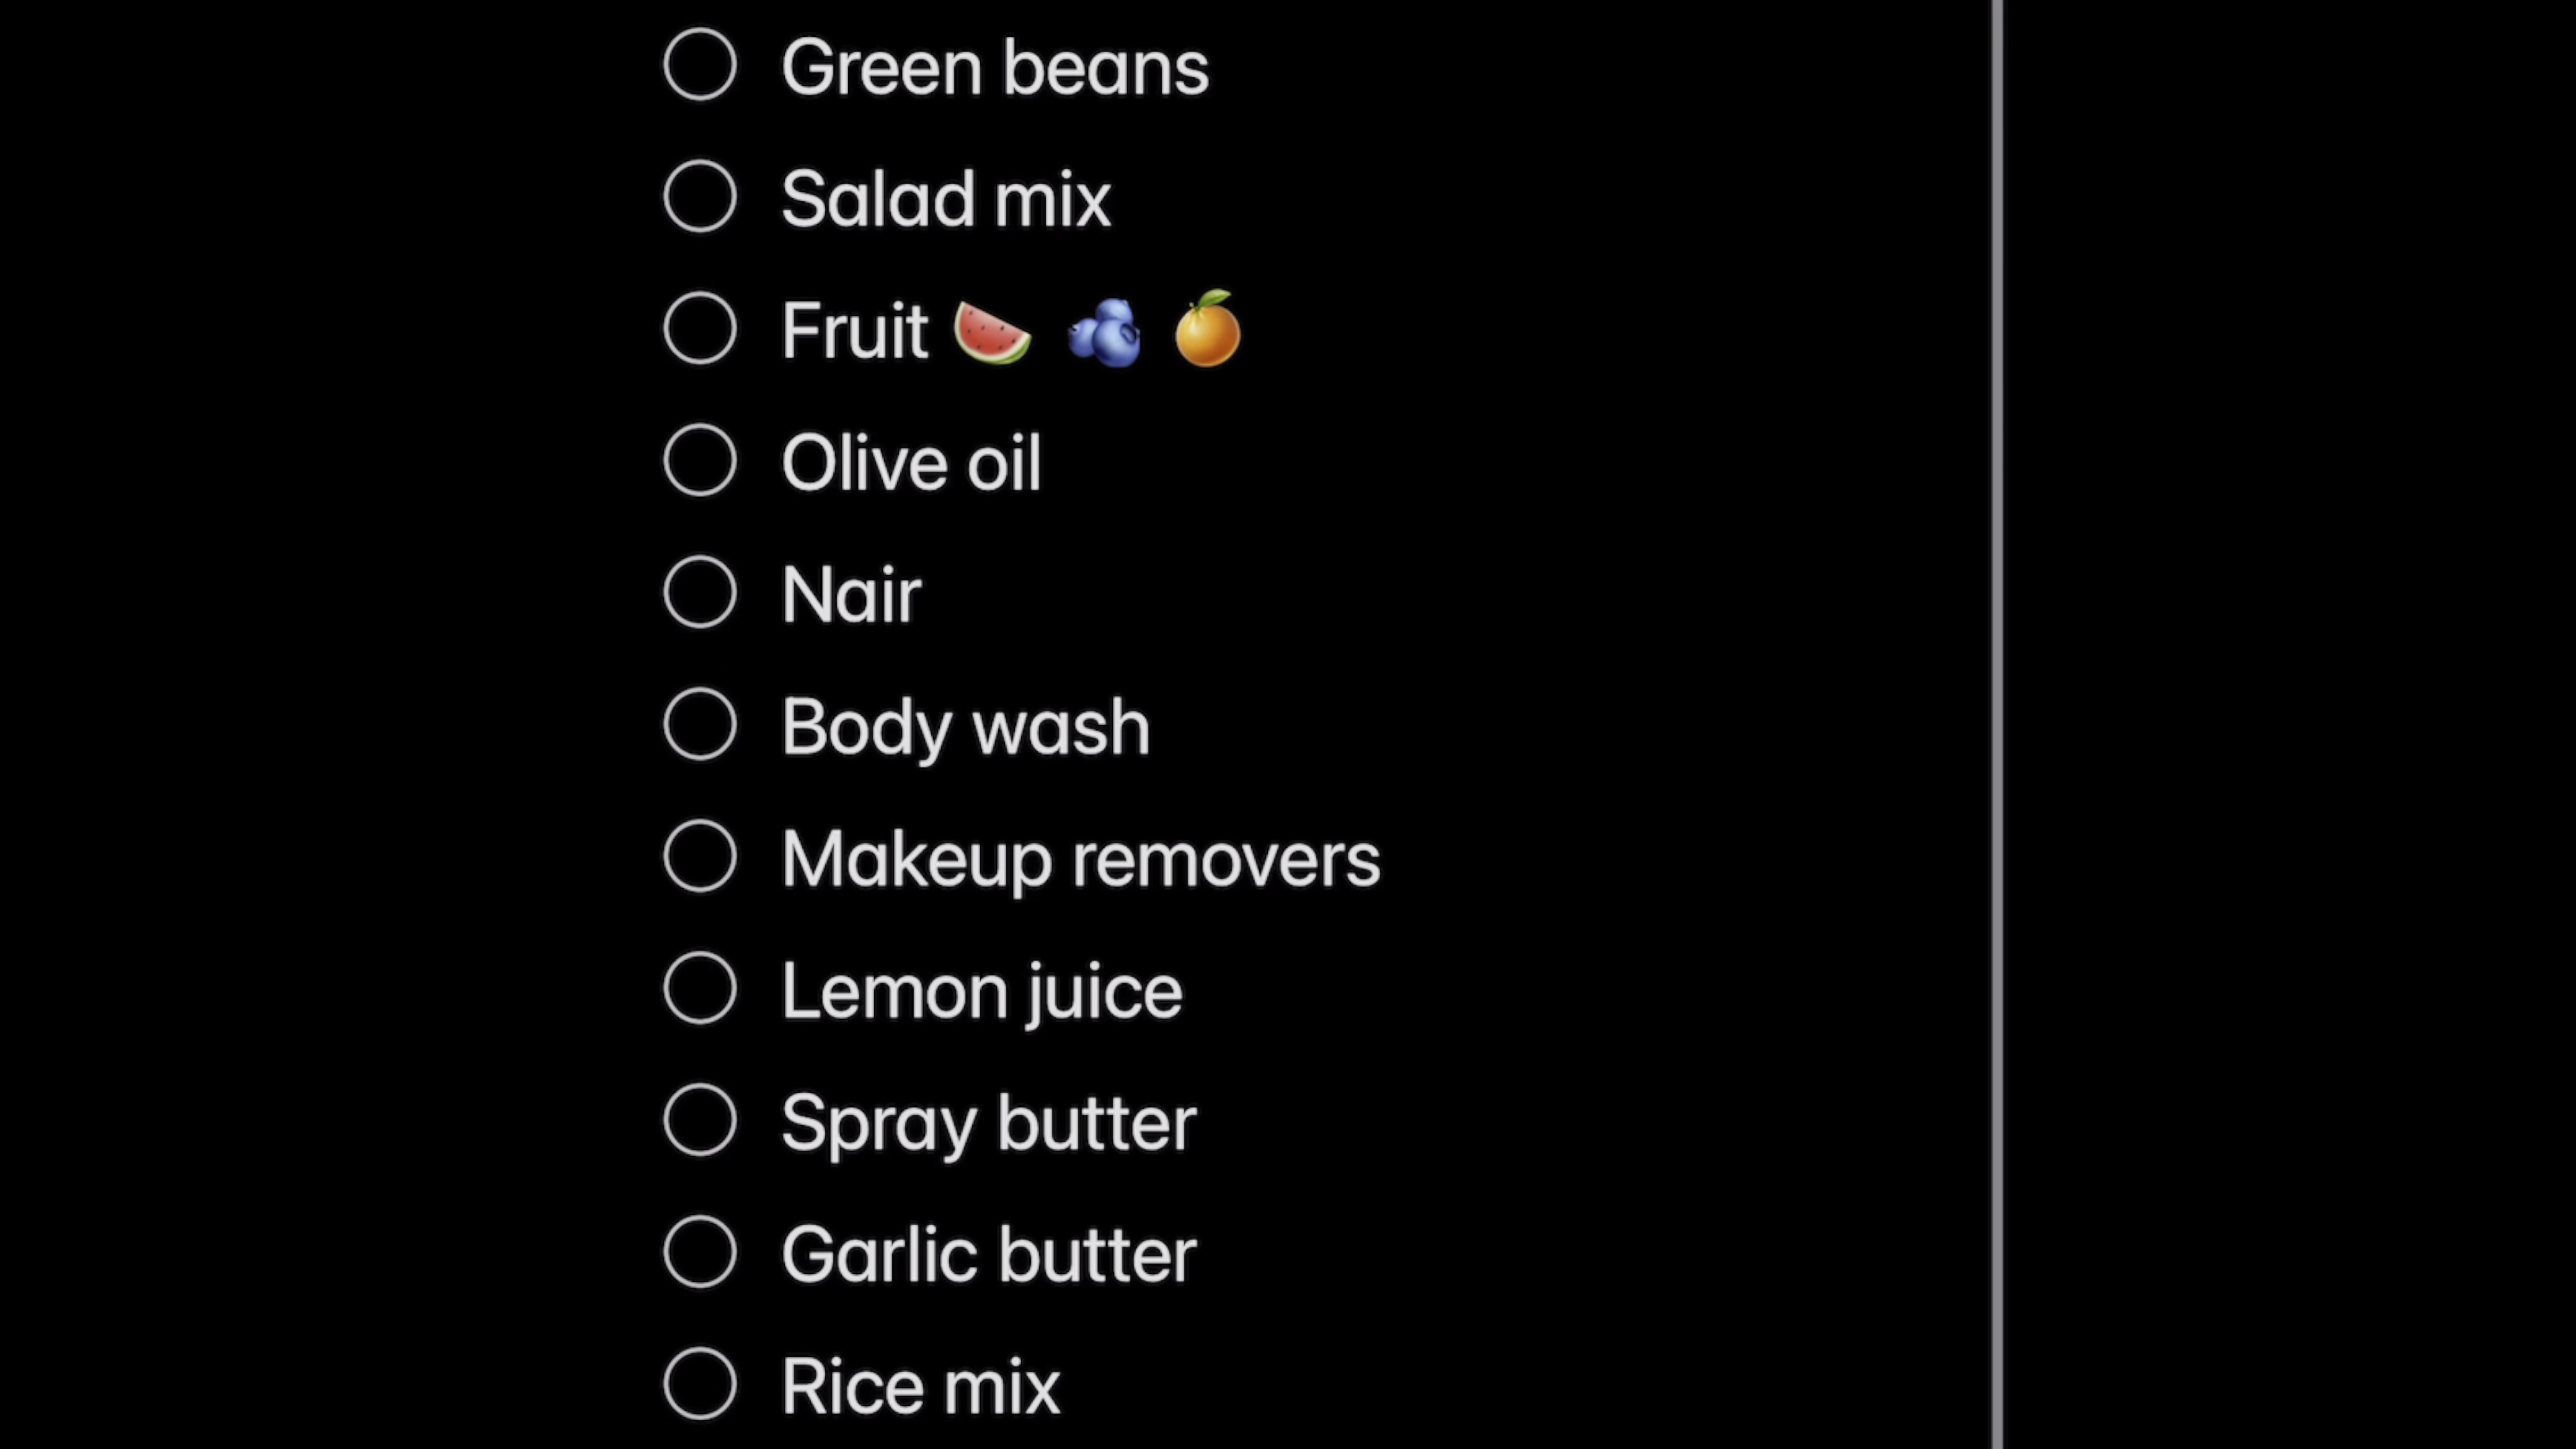 Green beans
Salad mix
Fruit 🍉 🫐 🍊
Olive oil
Nair
Body wash
Makeup removers
Lemon juice
Spray butter
Garlic butter
Rice mix